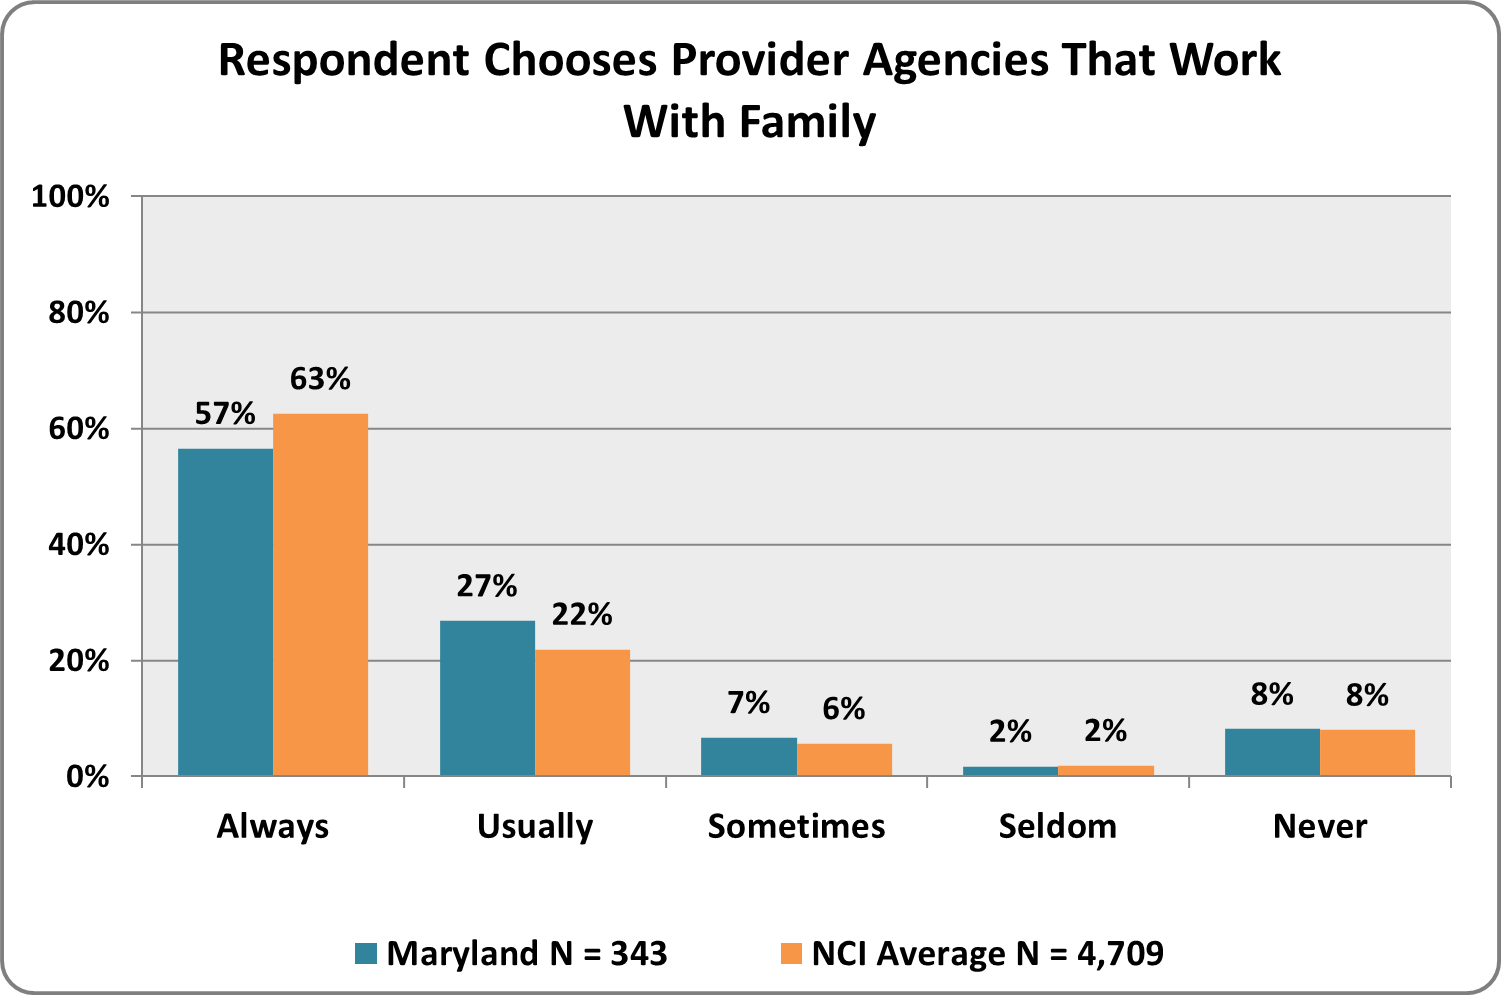 Respondent Chooses Provider Agencies That Work
With Family
100%
80%
60%
40%
20%
0%
57%
63%
27%
22%
7%
6%
2%
2%
8%
8%
Always
Usually
Sometimes
Seldom
Never
Maryland N = 343
NCI Average N = 4,709